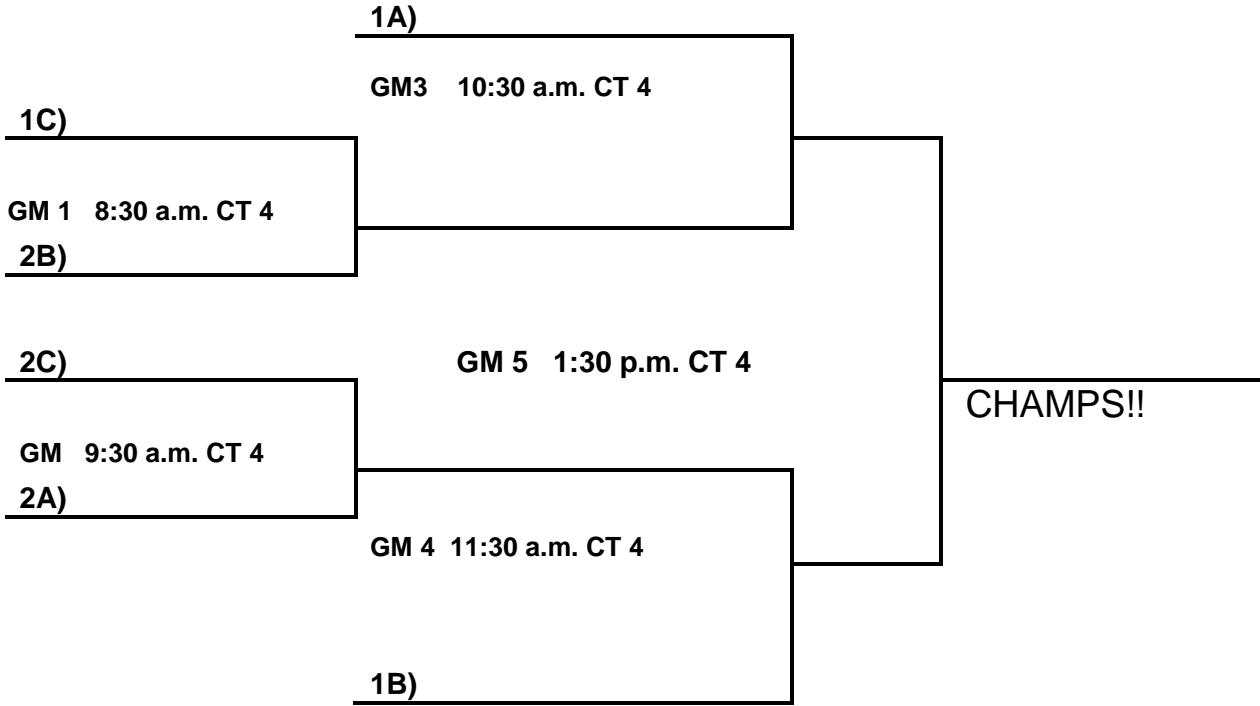 1A)
GM3 10:30 a.m. CT 4
1C)
GM 1 8:30 a.m. CT 4
2B)
2C)
GM 5 1:30 p.m. CT 4
CHAMPS!!
GM 9:30 a.m. CT 4
2A)
GM 4 11:30 a.m. CT 4
1B)